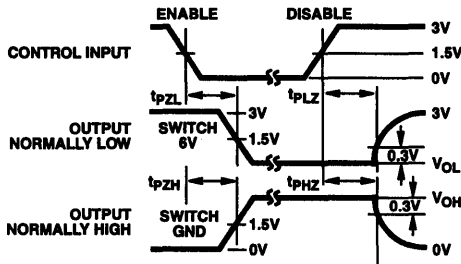 ENABLE DISABLE
CONTROL INPUT
3V
1.5V
0V
tPZL tPLZ
OUTPUT
NORMALLY LOW
SWITCH
6V
3V
1.5V
3V
0.3V
VOL
tPZH tPHZ
OUTPUT
NORMALLY HIGH
SWITCH
GND
1.5V
0V
VOH
0.3V
0V